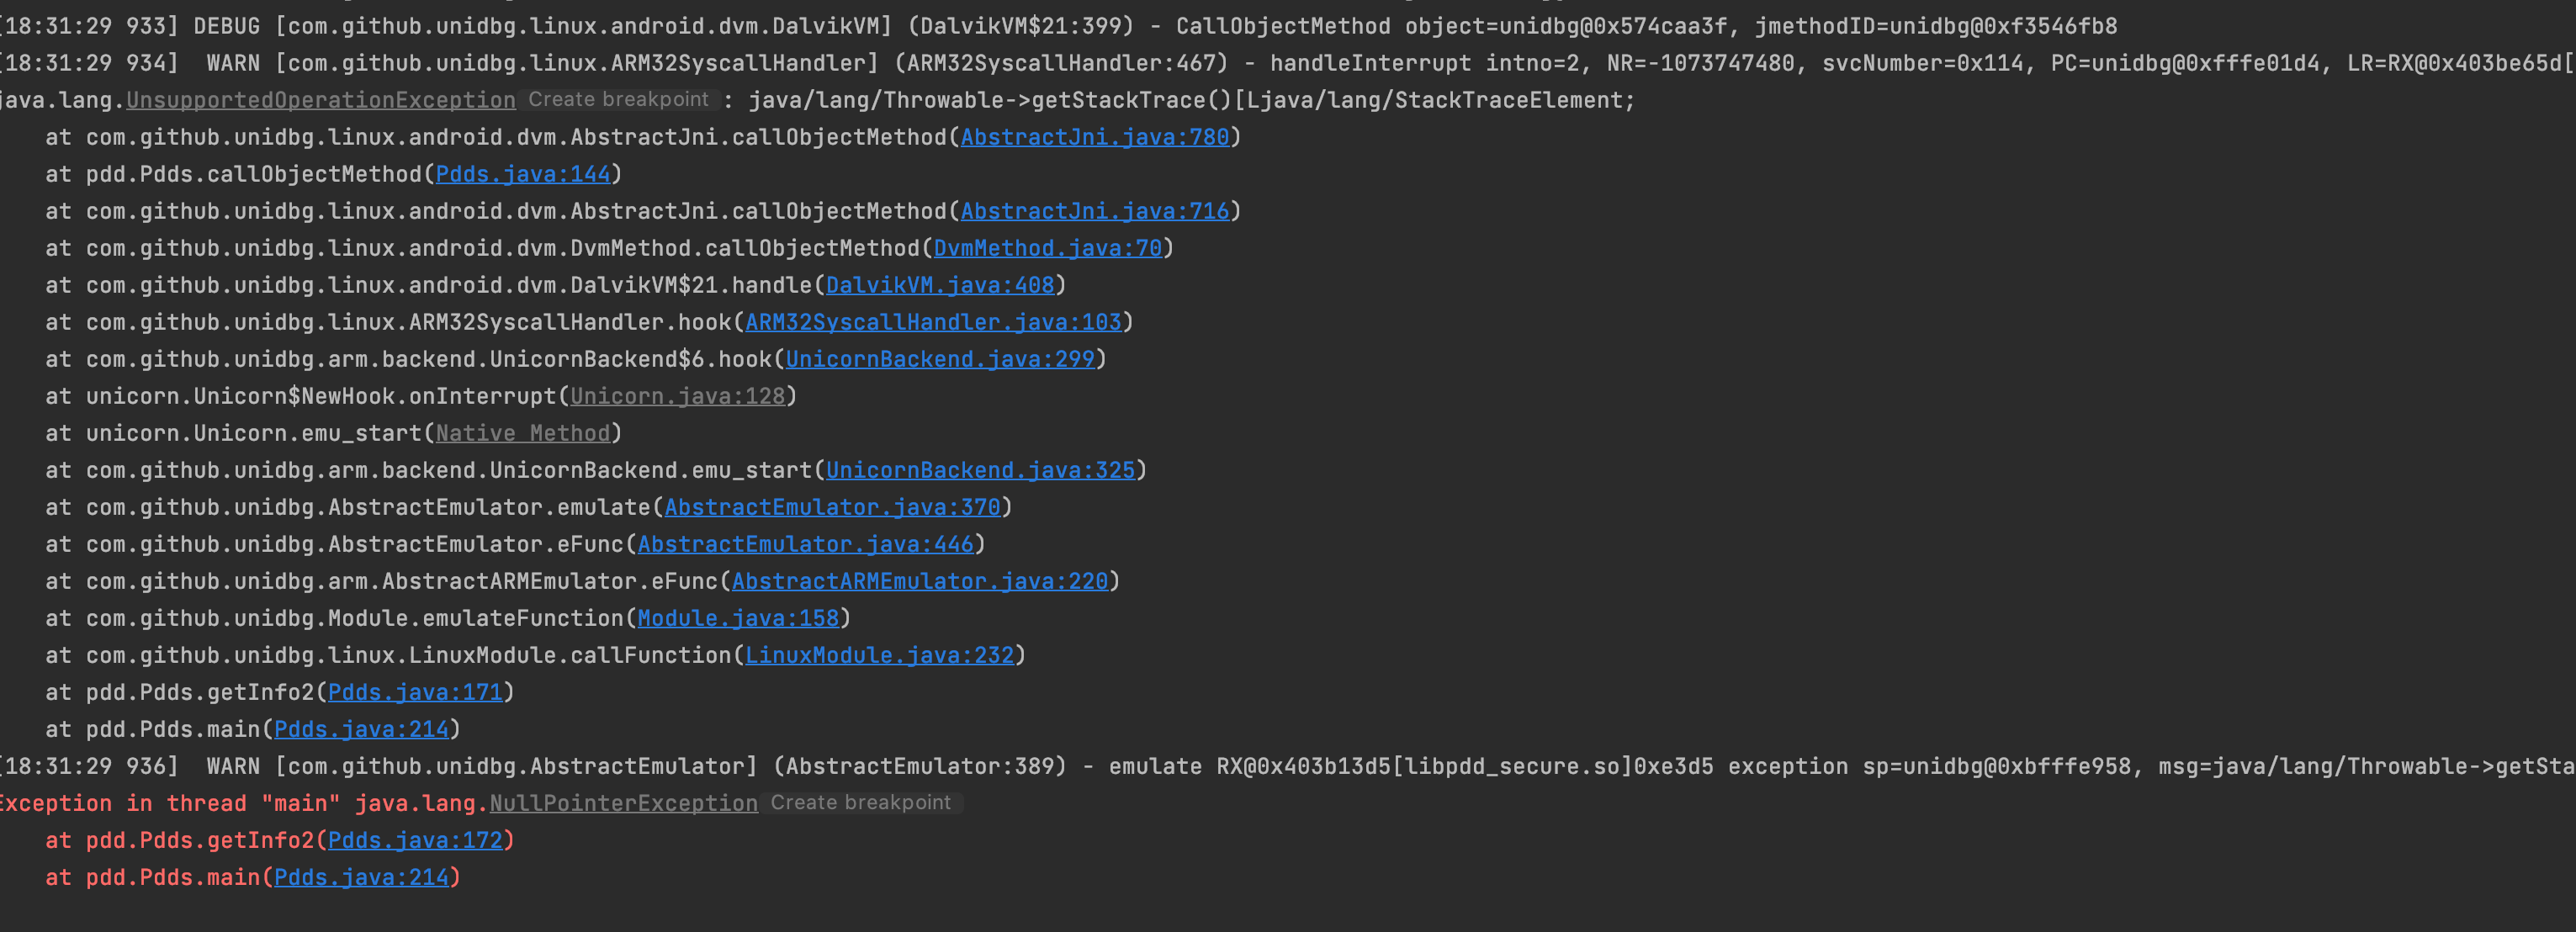 [18:31:29 933] DEBUG [com.github.unidbg.linux.android.dvm.DalvikVM] (DalvikVM$21:399) - CallObjectMethod object=unidbg@0x574caa3f, jmethodID=unidbg@0xf3546fb8
[18:31:29 934]  WARN [com.github.unidbg.linux.ARM32SyscallHandler] (ARM32SyscallHandler:467) - handleInterrupt intno=2, NR=-1073747480, svcNumber=0x114, PC=unidbg@0xfffe01d4, LR=RX@0x403be65d[
java.lang.UnsupportedOperationException Create breakpoint : java/lang/Throwable->getStackTrace()[Ljava/lang/StackTraceElement;
    at com.github.unidbg.linux.android.dvm.AbstractJni.callObjectMethod(AbstractJni.java:780)
    at pdd.Pdds.callObjectMethod(Pdds.java:144)
    at com.github.unidbg.linux.android.dvm.AbstractJni.callObjectMethod(AbstractJni.java:716)
    at com.github.unidbg.linux.android.dvm.DvmMethod.callObjectMethod(DvmMethod.java:70)
    at com.github.unidbg.linux.android.dvm.DalvikVM$21.handle(DalvikVM.java:408)
    at com.github.unidbg.linux.ARM32SyscallHandler.hook(ARM32SyscallHandler.java:103)
    at com.github.unidbg.arm.backend.UnicornBackend$6.hook(UnicornBackend.java:299)
    at unicorn.Unicorn$NewHook.onInterrupt(Unicorn.java:128)
    at unicorn.Unicorn.emu_start(Native Method)
    at com.github.unidbg.arm.backend.UnicornBackend.emu_start(UnicornBackend.java:325)
    at com.github.unidbg.AbstractEmulator.emulate(AbstractEmulator.java:370)
    at com.github.unidbg.AbstractEmulator.eFunc(AbstractEmulator.java:446)
    at com.github.unidbg.arm.AbstractARMEmulator.eFunc(AbstractARMEmulator.java:220)
    at com.github.unidbg.Module.emulateFunction(Module.java:158)
    at com.github.unidbg.linux.LinuxModule.callFunction(LinuxModule.java:232)
    at pdd.Pdds.getInfo2(Pdds.java:171)
    at pdd.Pdds.main(Pdds.java:214)
[18:31:29 936]  WARN [com.github.unidbg.AbstractEmulator] (AbstractEmulator:389) - emulate RX@0x403b13d5[libpdd_secure.so]0xe3d5 exception sp=unidbg@0xbfffe958, msg=java/lang/Throwable->getSta
Exception in thread "main" java.lang.NullPointerException Create breakpoint
    at pdd.Pdds.getInfo2(Pdds.java:172)
    at pdd.Pdds.main(Pdds.java:214)